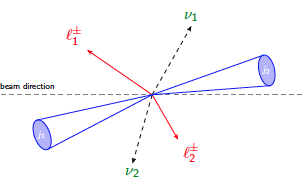 ν₁
ℓ₁±
j₂
beam direction
j₁
ℓ₂±
ν₂